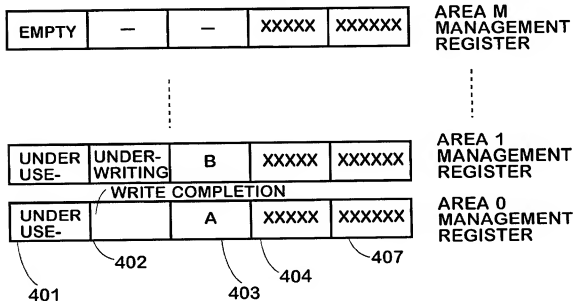 EMPTY — — XXXXX XXXXXX AREA M
MANAGEMENT
REGISTER
UNDER USE- UNDER-WRITING B XXXXX XXXXXX AREA 1
MANAGEMENT
REGISTER
WRITE COMPLETION
UNDER USE- A XXXXX XXXXXX AREA 0
MANAGEMENT
REGISTER
401 402 403 404 407